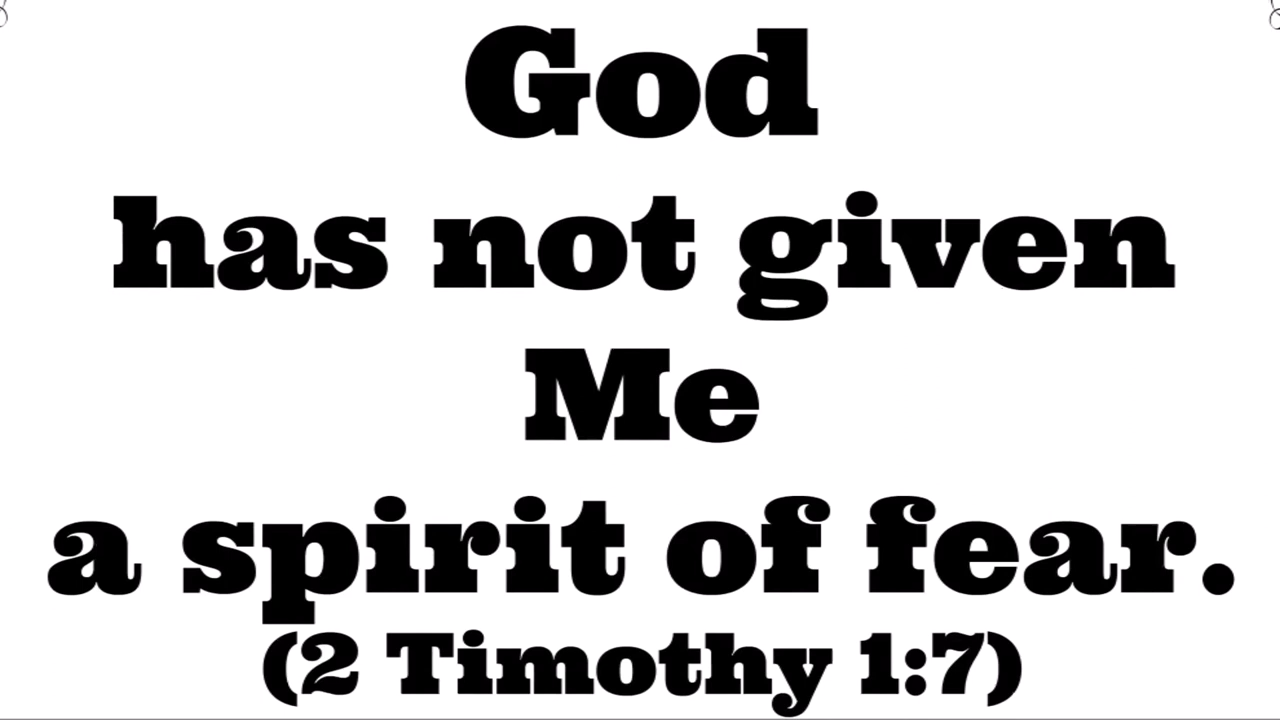 God
has not given
Me
a spirit of fear.
(2 Timothy 1:7)